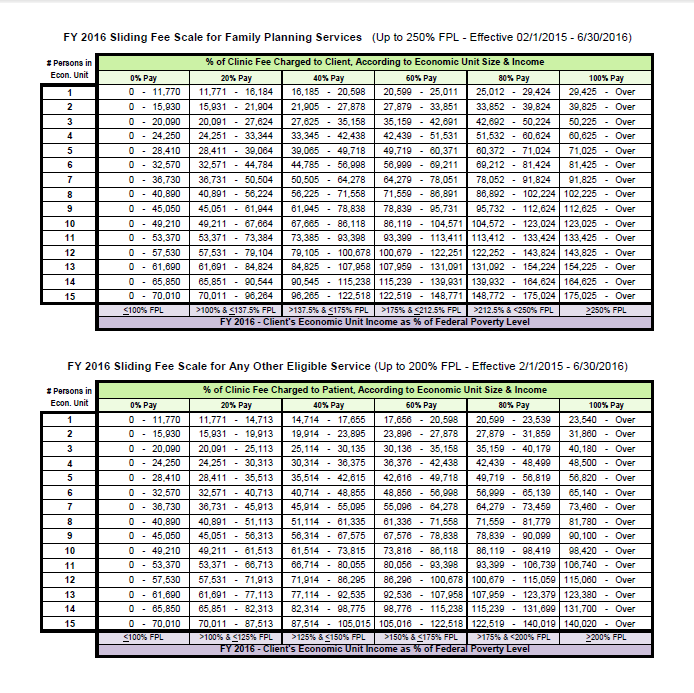 FY 2016 Sliding Fee Scale for Family Planning Services (Up to 250% FPL - Effective 02/1/2015 - 6/30/2016)
# Persons in Econ. Unit % of Clinic Fee Charged to Client, According to Economic Unit Size & Income
0% Pay 20% Pay 40% Pay 60% Pay 80% Pay 100% Pay
1 0 - 11,770 11,771 - 16,184 16,185 - 20,598 20,599 - 25,011 25,012 - 29,424 29,425 - Over
2 0 - 15,930 15,931 - 21,904 21,905 - 27,878 27,879 - 33,851 33,852 - 39,824 39,825 - Over
3 0 - 20,090 20,091 - 27,624 27,625 - 35,158 35,159 - 42,691 42,692 - 50,224 50,225 - Over
4 0 - 24,250 24,251 - 33,344 33,345 - 42,438 42,439 - 51,531 51,532 - 60,624 60,625 - Over
5 0 - 28,410 28,411 - 39,064 39,065 - 49,718 49,719 - 60,371 60,372 - 71,024 71,025 - Over
6 0 - 32,570 32,571 - 44,784 44,785 - 56,998 56,999 - 69,211 69,212 - 81,424 81,425 - Over
7 0 - 36,730 36,731 - 50,504 50,505 - 64,278 64,279 - 78,051 78,052 - 91,824 91,825 - Over
8 0 - 40,890 40,891 - 56,224 56,225 - 71,558 71,559 - 86,891 86,892 - 102,224 102,225 - Over
9 0 - 45,050 45,051 - 61,944 61,945 - 78,838 78,839 - 95,731 95,732 - 112,624 112,625 - Over
10 0 - 49,210 49,211 - 67,664 67,665 - 86,118 86,119 - 104,571 104,572 - 123,024 123,025 - Over
11 0 - 53,370 53,371 - 73,384 73,385 - 93,398 93,399 - 113,411 113,412 - 133,424 133,425 - Over
12 0 - 57,530 57,531 - 79,104 79,105 - 100,678 100,679 - 122,251 122,252 - 143,824 143,825 - Over
13 0 - 61,690 61,691 - 84,824 84,825 - 107,958 107,959 - 131,091 131,092 - 154,224 154,225 - Over
14 0 - 65,850 65,851 - 90,544 90,545 - 115,238 115,239 - 139,931 139,932 - 164,624 164,625 - Over
15 0 - 70,010 70,011 - 96,264 96,265 - 122,518 122,519 - 148,771 148,772 - 175,024 175,025 - Over
≤100% FPL >100% & ≤137.5% FPL >137.5% & ≤175% FPL >175% & ≤212.5% FPL >212.5% & <250% FPL ≥250% FPL
FY 2016 - Client's Economic Unit Income as % of Federal Poverty Level
FY 2016 Sliding Fee Scale for Any Other Eligible Service (Up to 200% FPL - Effective 2/1/2015 - 6/30/2016)
# Persons in Econ. Unit % of Clinic Fee Charged to Patient, According to Economic Unit Size & Income
0% Pay 20% Pay 40% Pay 60% Pay 80% Pay 100% Pay
1 0 - 11,770 11,771 - 14,713 14,714 - 17,655 17,656 - 20,598 20,599 - 23,539 23,540 - Over
2 0 - 15,930 15,931 - 19,913 19,914 - 23,895 23,896 - 27,878 27,879 - 31,859 31,860 - Over
3 0 - 20,090 20,091 - 25,113 25,114 - 30,135 30,136 - 35,158 35,159 - 40,179 40,180 - Over
4 0 - 24,250 24,251 - 30,313 30,314 - 36,375 36,376 - 42,438 42,439 - 48,499 48,500 - Over
5 0 - 28,410 28,411 - 35,513 35,514 - 42,615 42,616 - 49,718 49,719 - 56,819 56,820 - Over
6 0 - 32,570 32,571 - 40,713 40,714 - 48,855 48,856 - 56,998 56,999 - 65,139 65,140 - Over
7 0 - 36,730 36,731 - 45,913 45,914 - 55,095 55,096 - 64,278 64,279 - 73,459 73,460 - Over
8 0 - 40,890 40,891 - 51,113 51,114 - 61,335 61,336 - 71,558 71,559 - 81,779 81,780 - Over
9 0 - 45,050 45,051 - 56,313 56,314 - 67,575 67,576 - 78,838 78,839 - 90,099 90,100 - Over
10 0 - 49,210 49,211 - 61,513 61,514 - 73,815 73,816 - 86,118 86,119 - 98,419 98,420 - Over
11 0 - 53,370 53,371 - 66,713 66,714 - 80,055 80,056 - 93,398 93,399 - 106,739 106,740 - Over
12 0 - 57,530 57,531 - 71,913 71,914 - 86,295 86,296 - 100,678 100,679 - 115,059 115,060 - Over
13 0 - 61,690 61,691 - 77,113 77,114 - 92,535 92,536 - 107,958 107,959 - 123,379 123,380 - Over
14 0 - 65,850 65,851 - 82,313 82,314 - 98,775 98,776 - 115,238 115,239 - 131,699 131,700 - Over
15 0 - 70,010 70,011 - 87,513 87,514 - 105,015 105,016 - 122,518 122,519 - 140,019 140,020 - Over
≤100% FPL >100% & ≤125% FPL >125% & ≤150% FPL >150% & ≤175% FPL >175% & <200% FPL ≥200% FPL
FY 2016 - Client's Economic Unit Income as % of Federal Poverty Level